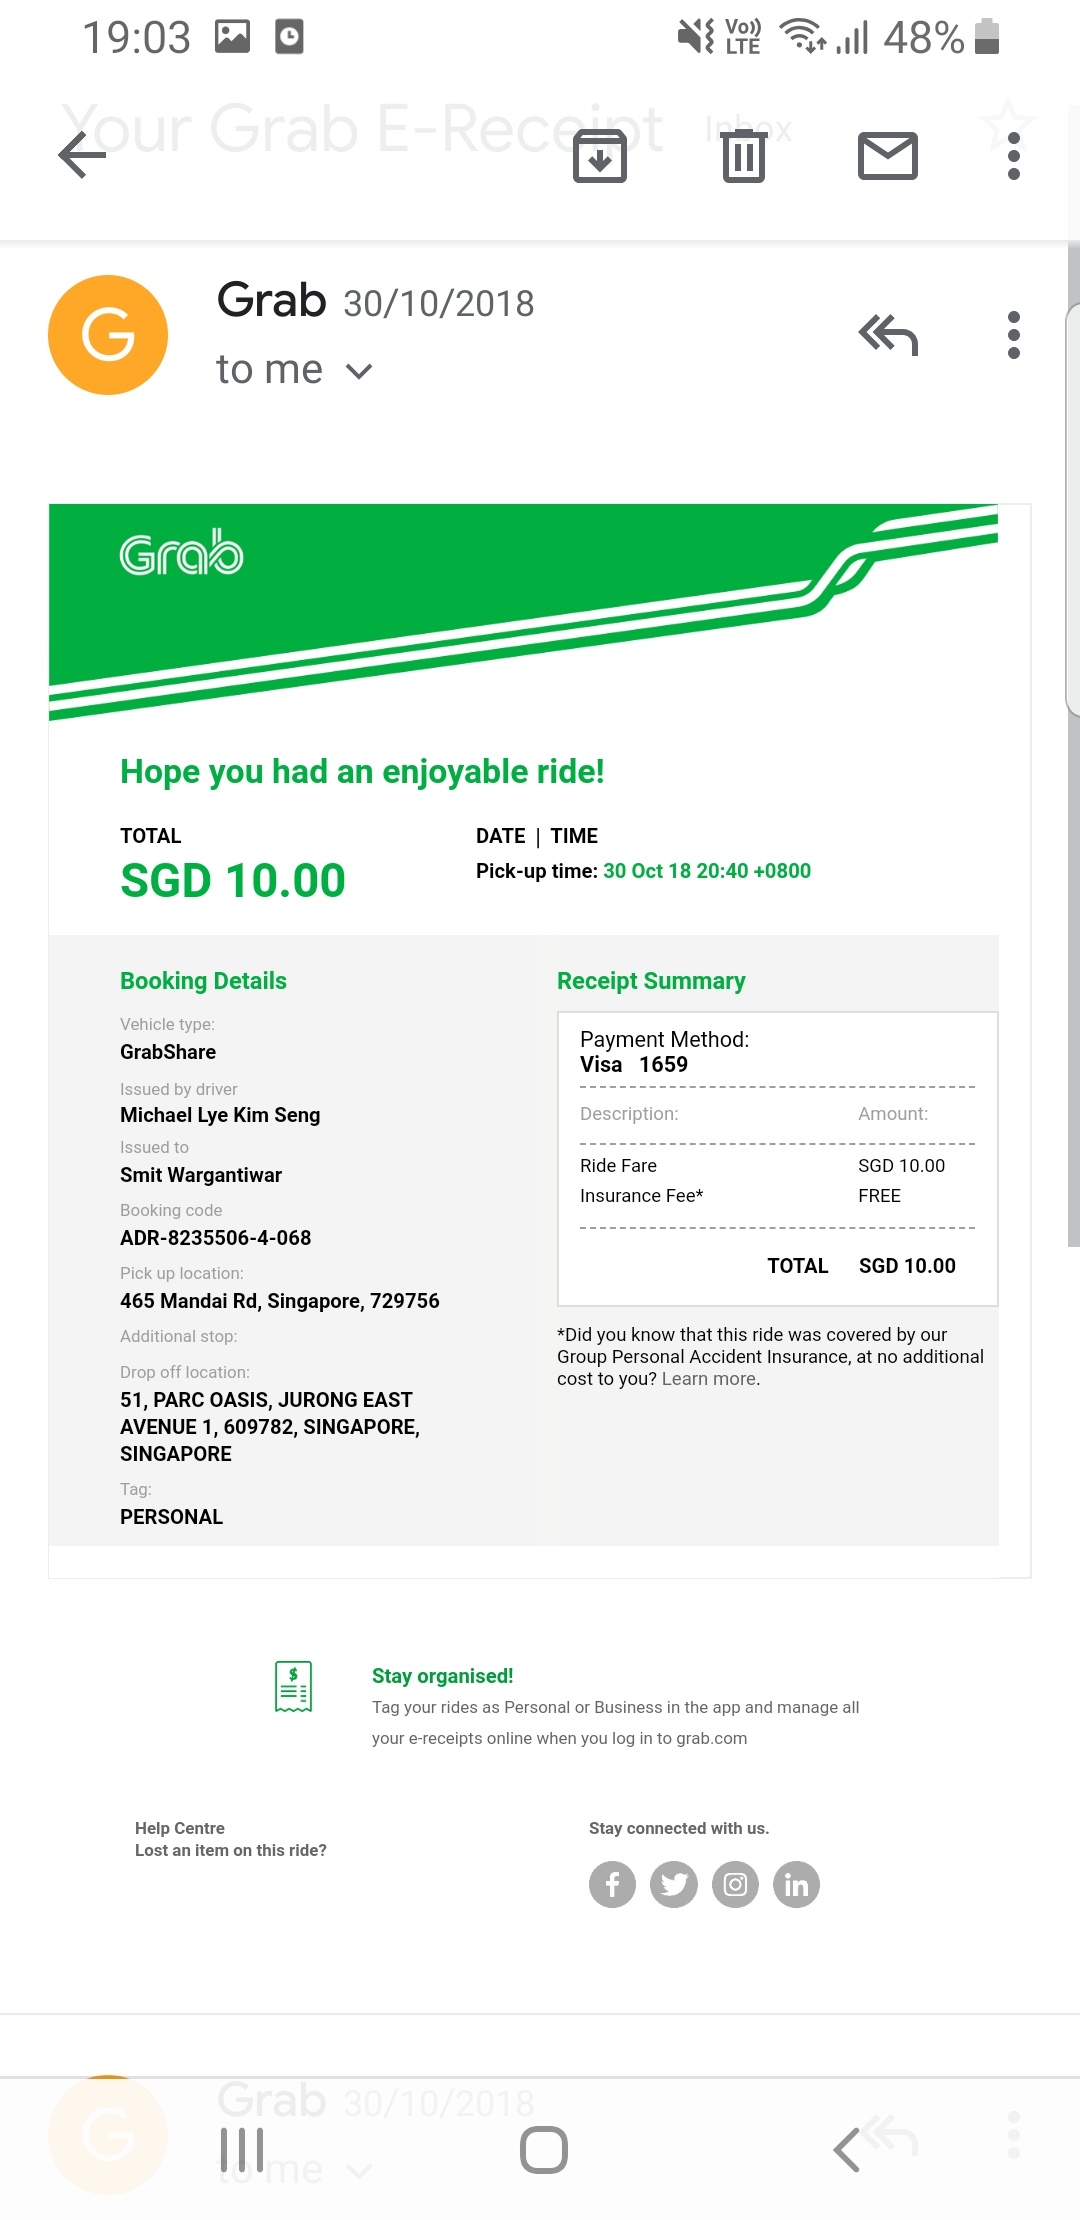 19:03 Vo)) LTE 48%
Your Grab E-Receipt Inbox
G Grab 30/10/2018
to me
Grab
Hope you had an enjoyable ride!
TOTAL
SGD 10.00
DATE | TIME
Pick-up time: 30 Oct 18 20:40 +0800
Booking Details
Vehicle type:
GrabShare
Issued by driver
Michael Lye Kim Seng
Issued to
Smit Wargantiwar
Booking code
ADR-8235506-4-068
Pick up location:
465 Mandai Rd, Singapore, 729756
Additional stop:
Drop off location:
51, PARC OASIS, JURONG EAST
AVENUE 1, 609782, SINGAPORE,
SINGAPORE
Tag:
PERSONAL
Receipt Summary
Payment Method:
Visa 1659
Description: Amount:
Ride Fare SGD 10.00
Insurance Fee* FREE
TOTAL SGD 10.00
*Did you know that this ride was covered by our
Group Personal Accident Insurance, at no additional
cost to you? Learn more.
$
Stay organised!
Tag your rides as Personal or Business in the app and manage all
your e-receipts online when you log in to grab.com
Help Centre
Lost an item on this ride?
Stay connected with us.
f in
G Grab 30/10/2018
to me